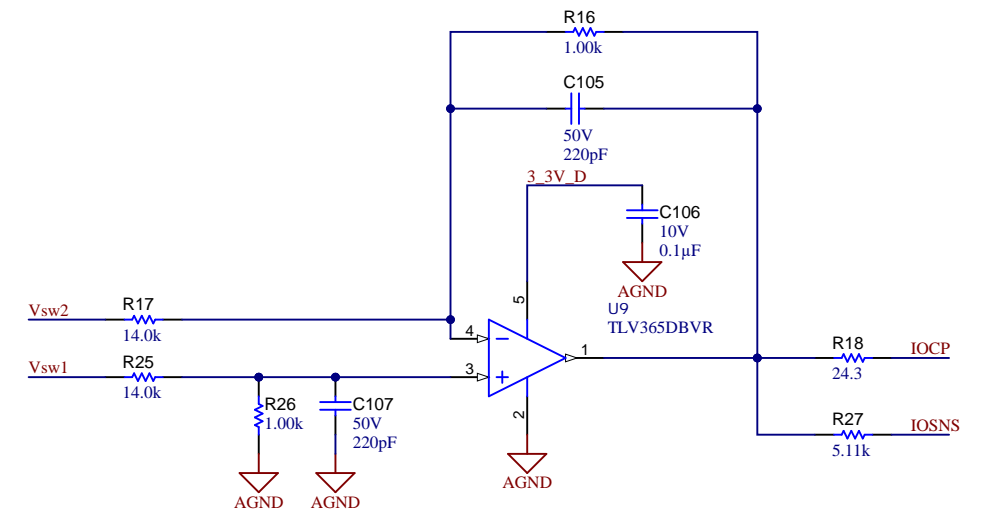 R16
1.00k
C105
50V
220pF
3_3V_D
C106
10V
0.1µF
AGND
U9
TLV365DBVR
Vsw2
R17
14.0k
Vsw1
R25
14.0k
4
3
5
2
1
R26
1.00k
C107
50V
220pF
AGND
AGND
AGND
R18
24.3
IOCP
R27
5.11k
IOSNS